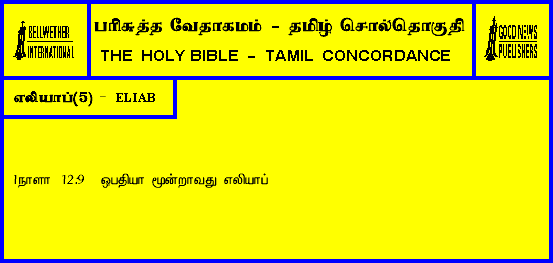 BELLWETHER
INTERNATIONAL
பரிசுத்த வேதாகமம் - தமிழ் சொல்தொகுதி
THE HOLY BIBLE - TAMIL CONCORDANCE
GOOD NEWS
PUBLISHERS
எலியாப்(5) - ELIAB
1நாளா 12:9 ஒபதியா மூன்றாவது எலியாப்